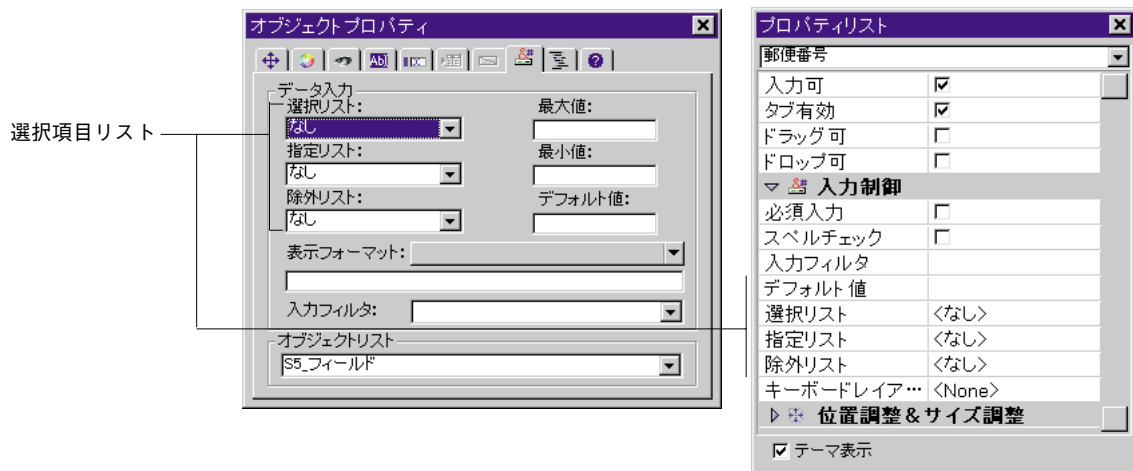 選択項目リスト
オブジェクトプロパティ
データ入力
選択リスト:
なし
指定リスト:
なし
除外リスト:
なし
最大値:
最小値:
デフォルト値:
表示フォーマット:
入力フィルタ:
オブジェクトリスト
S5_フィールド
プロパティリスト
郵便番号
入力可
タブ有効
ドラッグ可
ドロップ可
入力制御
必須入力
スペルチェック
入力フィルタ
デフォルト値
選択リスト <なし>
指定リスト <なし>
除外リスト <なし>
キーボードレイア… <None>
位置調整&サイズ調整
テーマ表示